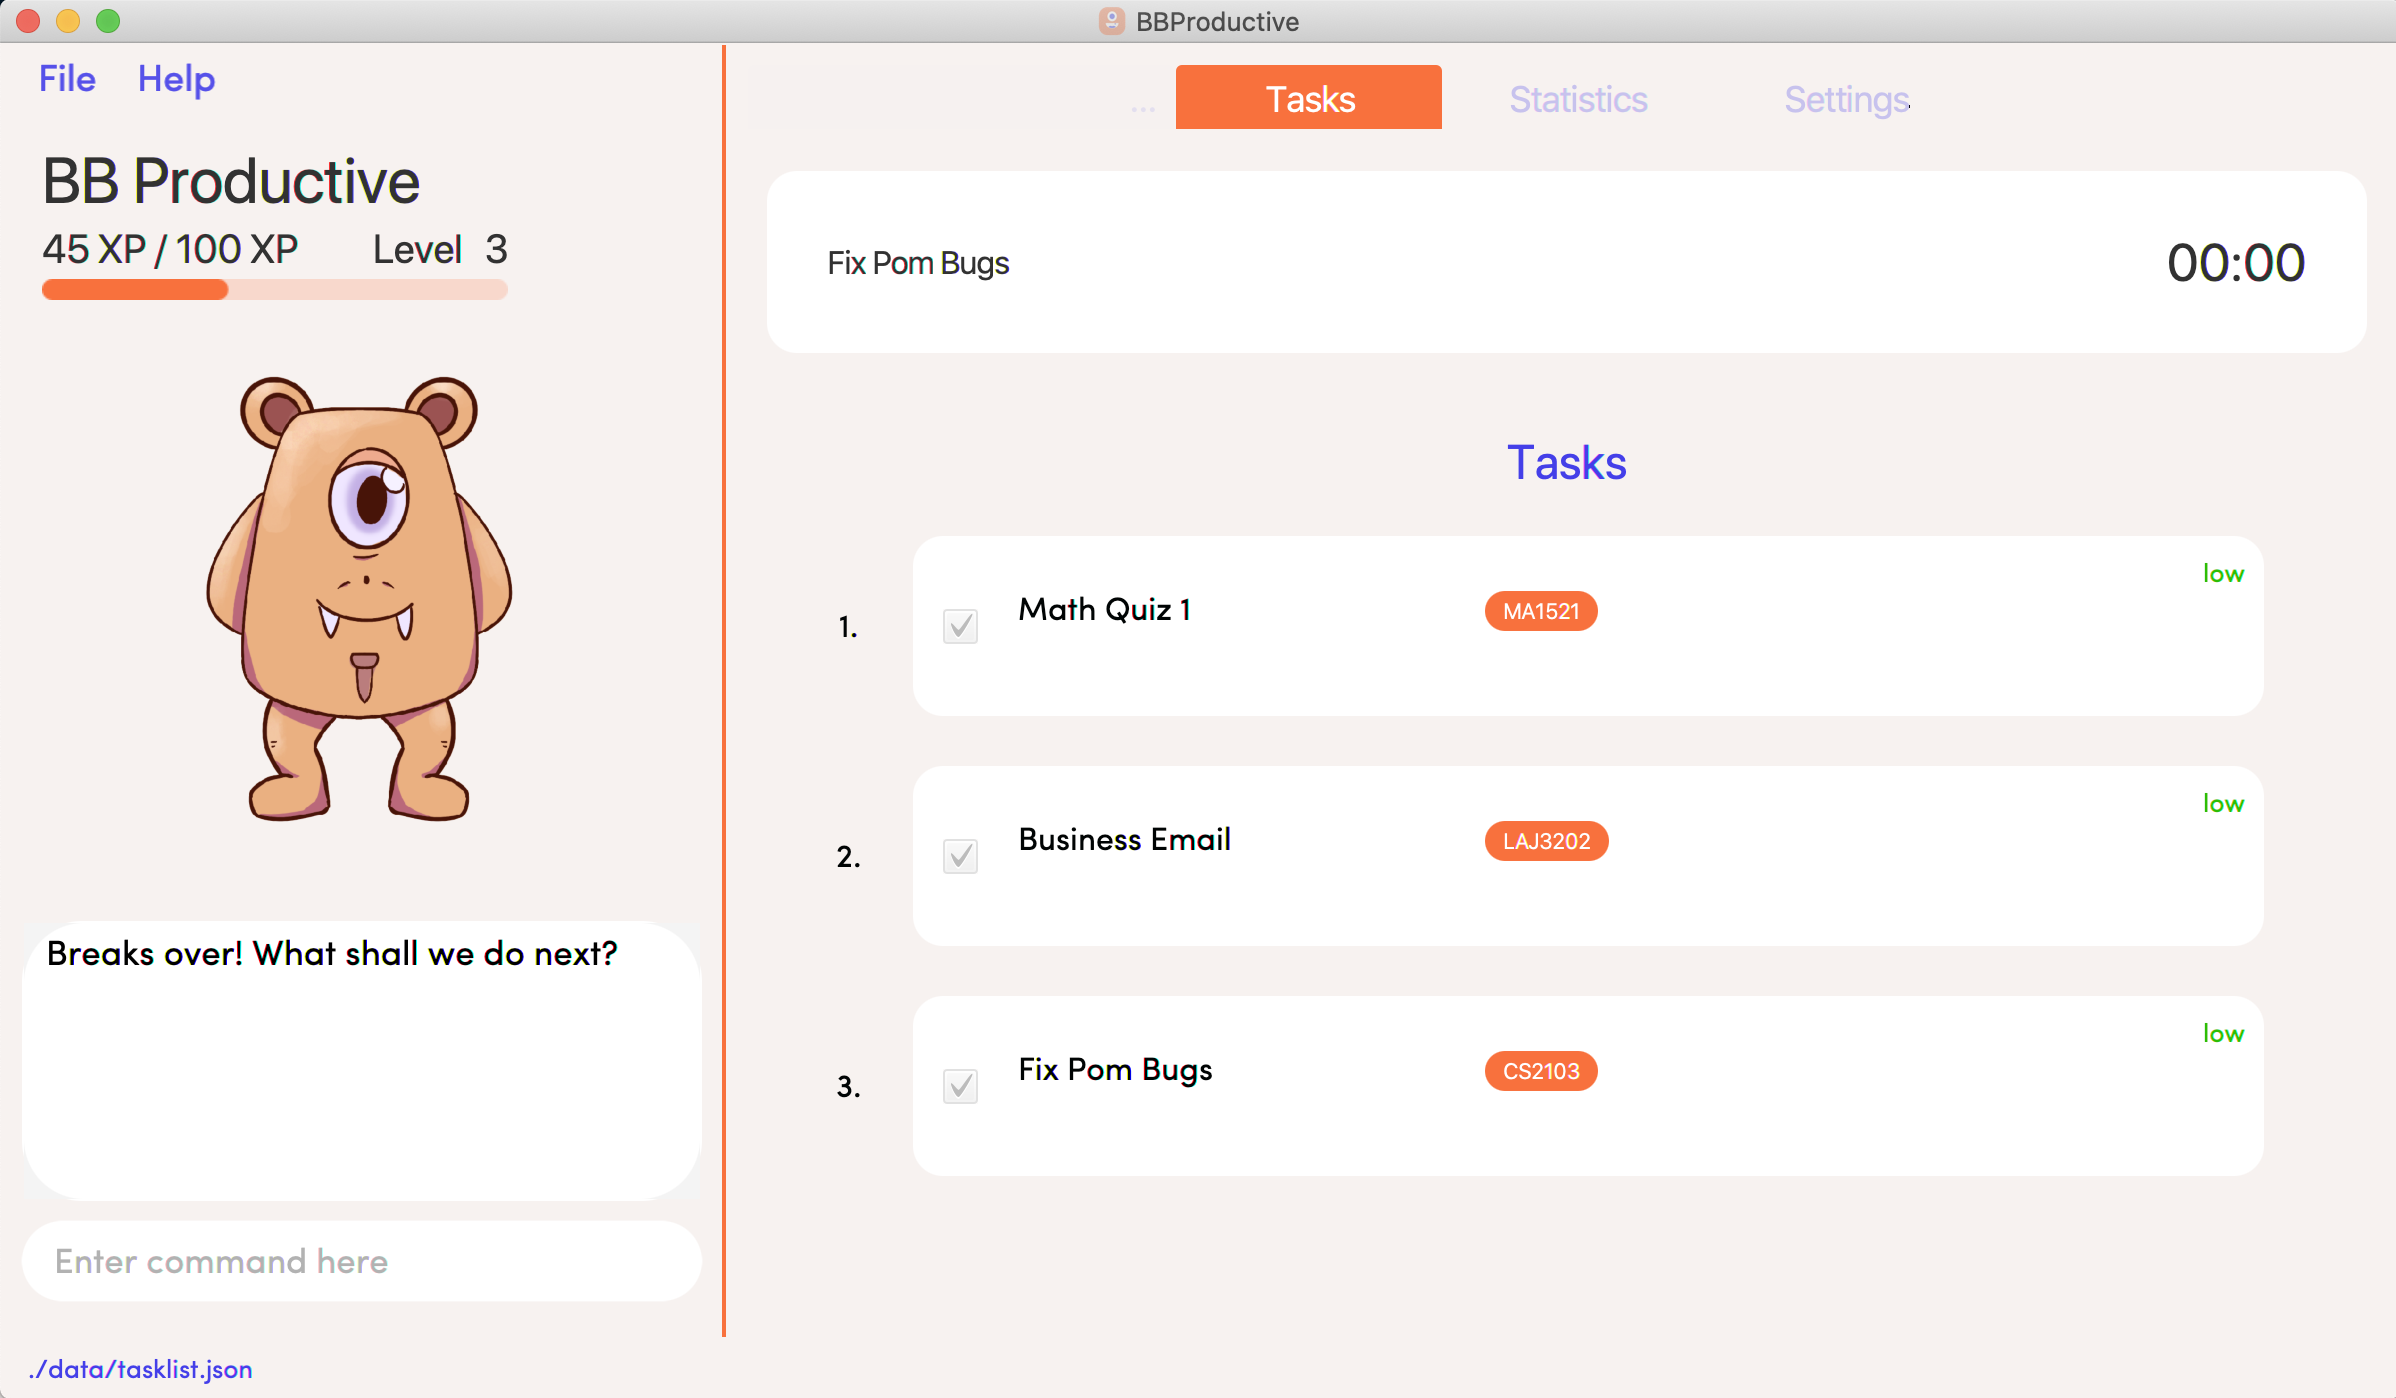 BBProductive
File Help
BB Productive
45 XP / 100 XP Level 3
Breaks over! What shall we do next?
Enter command here
./data/tasklist.json
... Tasks Statistics Settings
Fix Pom Bugs 00:00
Tasks
low
1. Math Quiz 1 MA1521
low
2. Business Email LAJ3202
low
3. Fix Pom Bugs CS2103